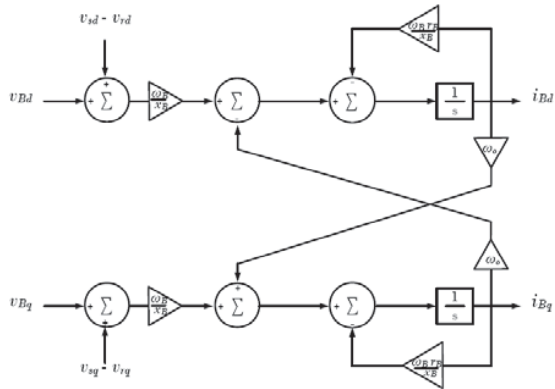 v_sd - v_rd
ω_B r_B / x_B
-
+
v_Bd + Σ ω_B / x_B + Σ + Σ 1/s i_Bd
-
ω_o
ω_o
+
v_Bq + Σ ω_B / x_B + Σ + Σ 1/s i_Bq
+
-
ω_B r_B / x_B
v_sq - v_rq